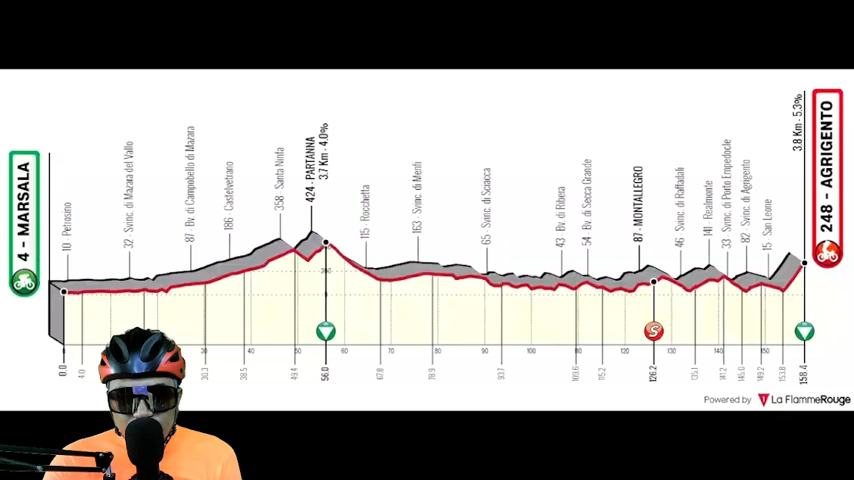 4 - MARSALA
10 - Petrosino
32 - Svinc. di Mazara del Vallo
87 - Bv. di Campobello di Mazara
186 - Castelvetrano
358 - Santa Ninfa
424 - PARTANNA
3.7 Km - 4.0%
115 - Rocchetta
163 - Svinc. di Menfi
65 - Svinc. di Sciacca
43 - Bv. di Ribera
54 - Bv. di Secca Grande
87 - MONTALLEGRO
46 - Svinc. di Raffadali
141 - Realmonte
33 - Svinc. di Porto Empedocle
82 - Svinc. di Agrigento
15 - San Leone
3.8 Km - 5.3%
248 - AGRIGENTO
S
30
40
50
60
70
80
90
100
110
120
130
140
150
0.0
4.0
30.3
38.5
49.4
56.0
67.8
78.9
93.7
109.6
115.2
126.2
135.1
141.2
145.0
149.2
153.8
158.4
Powered by La FlammeRouge